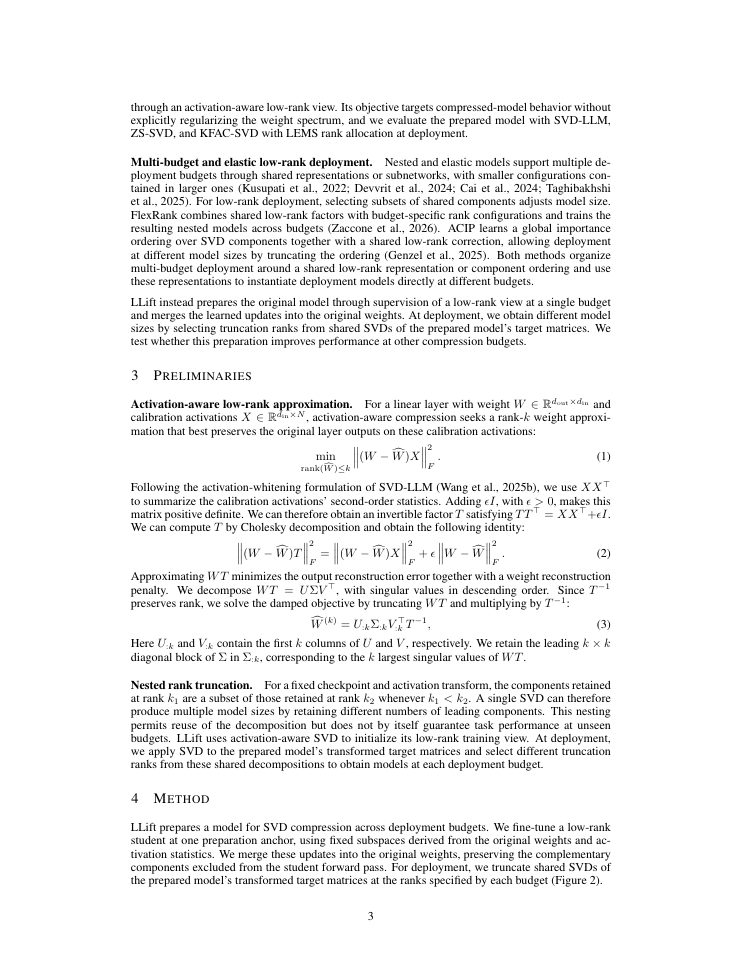 through an activation-aware low-rank view. Its objective targets compressed-model behavior without
explicitly regularizing the weight spectrum, and we evaluate the prepared model with SVD-LLM,
ZS-SVD, and KFAC-SVD with LEMS rank allocation at deployment.
Multi-budget and elastic low-rank deployment. Nested and elastic models support multiple de-
ployment budgets through shared representations or subnetworks, with smaller configurations con-
tained in larger ones (Kusupati et al., 2022; Devvrit et al., 2024; Cai et al., 2024; Taghibakhshi
et al., 2025). For low-rank deployment, selecting subsets of shared components adjusts model size.
FlexRank combines shared low-rank factors with budget-specific rank configurations and trains the
resulting nested models across budgets (Zaccone et al., 2026). ACIP learns a global importance
ordering over SVD components together with a shared low-rank correction, allowing deployment
at different model sizes by truncating the ordering (Genzel et al., 2025). Both methods organize
multi-budget deployment around a shared low-rank representation or component ordering and use
these representations to instantiate deployment models directly at different budgets.
LLift instead prepares the original model through supervision of a low-rank view at a single budget
and merges the learned updates into the original weights. At deployment, we obtain different model
sizes by selecting truncation ranks from shared SVDs of the prepared model's target matrices. We
test whether this preparation improves performance at other compression budgets.
3 PRELIMINARIES
Activation-aware low-rank approximation. For a linear layer with weight W ∈ ℝ^{d_out×d_in} and
calibration activations X ∈ ℝ^{d_in×N}, activation-aware compression seeks a rank-k weight approxi-
mation that best preserves the original layer outputs on these calibration activations:
min_{rank(Ŵ)≤k} ‖(W − Ŵ)X‖²_F . (1)
Following the activation-whitening formulation of SVD-LLM (Wang et al., 2025b), we use XX^⊤
to summarize the calibration activations' second-order statistics. Adding ϵI, with ϵ > 0, makes this
matrix positive definite. We can therefore obtain an invertible factor T satisfying TT^⊤ = XX^⊤+ϵI.
We can compute T by Cholesky decomposition and obtain the following identity:
‖(W − Ŵ)T‖²_F = ‖(W − Ŵ)X‖²_F + ϵ ‖W − Ŵ‖²_F . (2)
Approximating WT minimizes the output reconstruction error together with a weight reconstruction
penalty. We decompose WT = UΣV^⊤, with singular values in descending order. Since T^{−1}
preserves rank, we solve the damped objective by truncating WT and multiplying by T^{−1}:
Ŵ^{(k)} = U_{:k}Σ_{:k}V_{:k}^⊤T^{−1}, (3)
Here U_{:k} and V_{:k} contain the first k columns of U and V, respectively. We retain the leading k × k
diagonal block of Σ in Σ_{:k}, corresponding to the k largest singular values of WT.
Nested rank truncation. For a fixed checkpoint and activation transform, the components retained
at rank k₁ are a subset of those retained at rank k₂ whenever k₁ < k₂. A single SVD can therefore
produce multiple model sizes by retaining different numbers of leading components. This nesting
permits reuse of the decomposition but does not by itself guarantee task performance at unseen
budgets. LLift uses activation-aware SVD to initialize its low-rank training view. At deployment,
we apply SVD to the prepared model's transformed target matrices and select different truncation
ranks from these shared decompositions to obtain models at each deployment budget.
4 METHOD
LLift prepares a model for SVD compression across deployment budgets. We fine-tune a low-rank
student at one preparation anchor, using fixed subspaces derived from the original weights and ac-
tivation statistics. We merge these updates into the original weights, preserving the complementary
components excluded from the student forward pass. For deployment, we truncate shared SVDs of
the prepared model's transformed target matrices at the ranks specified by each budget (Figure 2).
3